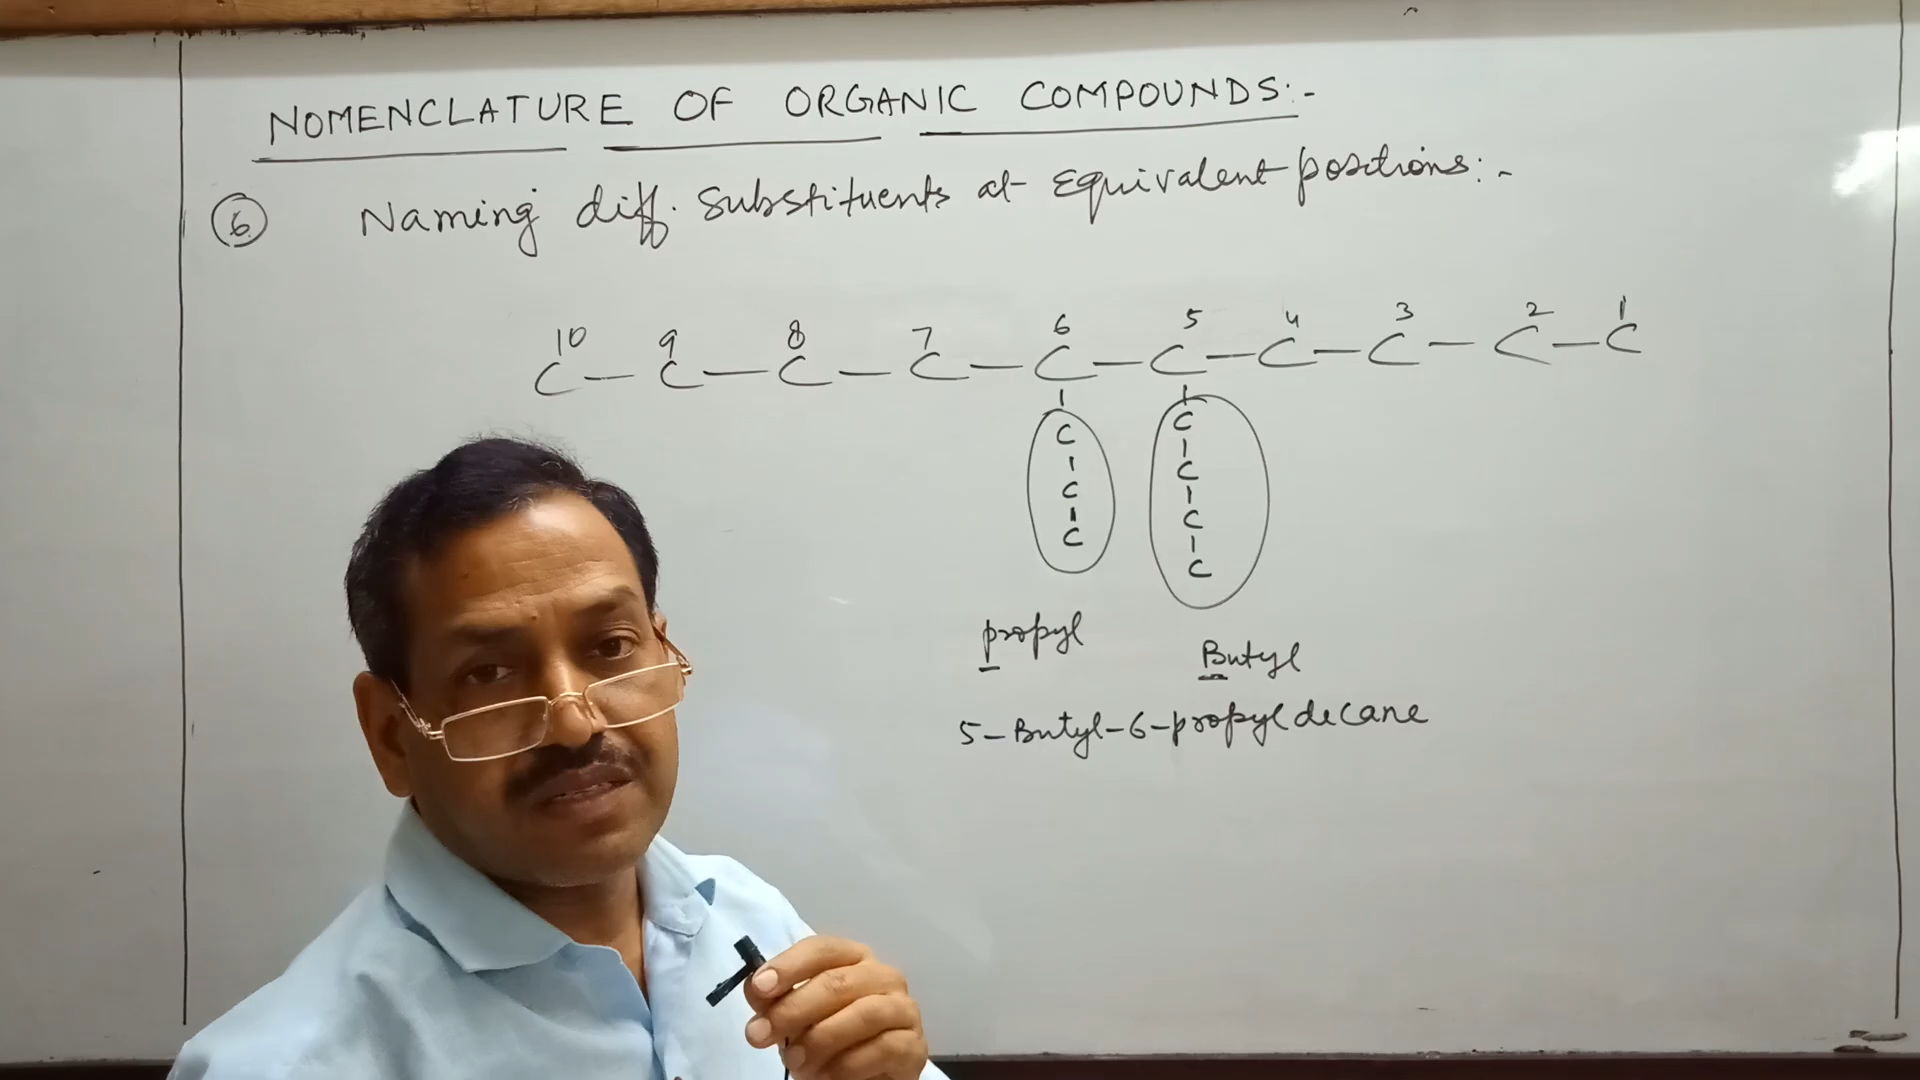 NOMENCLATURE OF ORGANIC COMPOUNDS:-
6 Naming diff. substituents at Equivalent positions:-
10 9 8 7 6 5 4 3 2 1
C—C—C—C—C—C—C—C—C—C
C C
C C
C C
C
propyl Butyl
5-Butyl-6-propyldecane